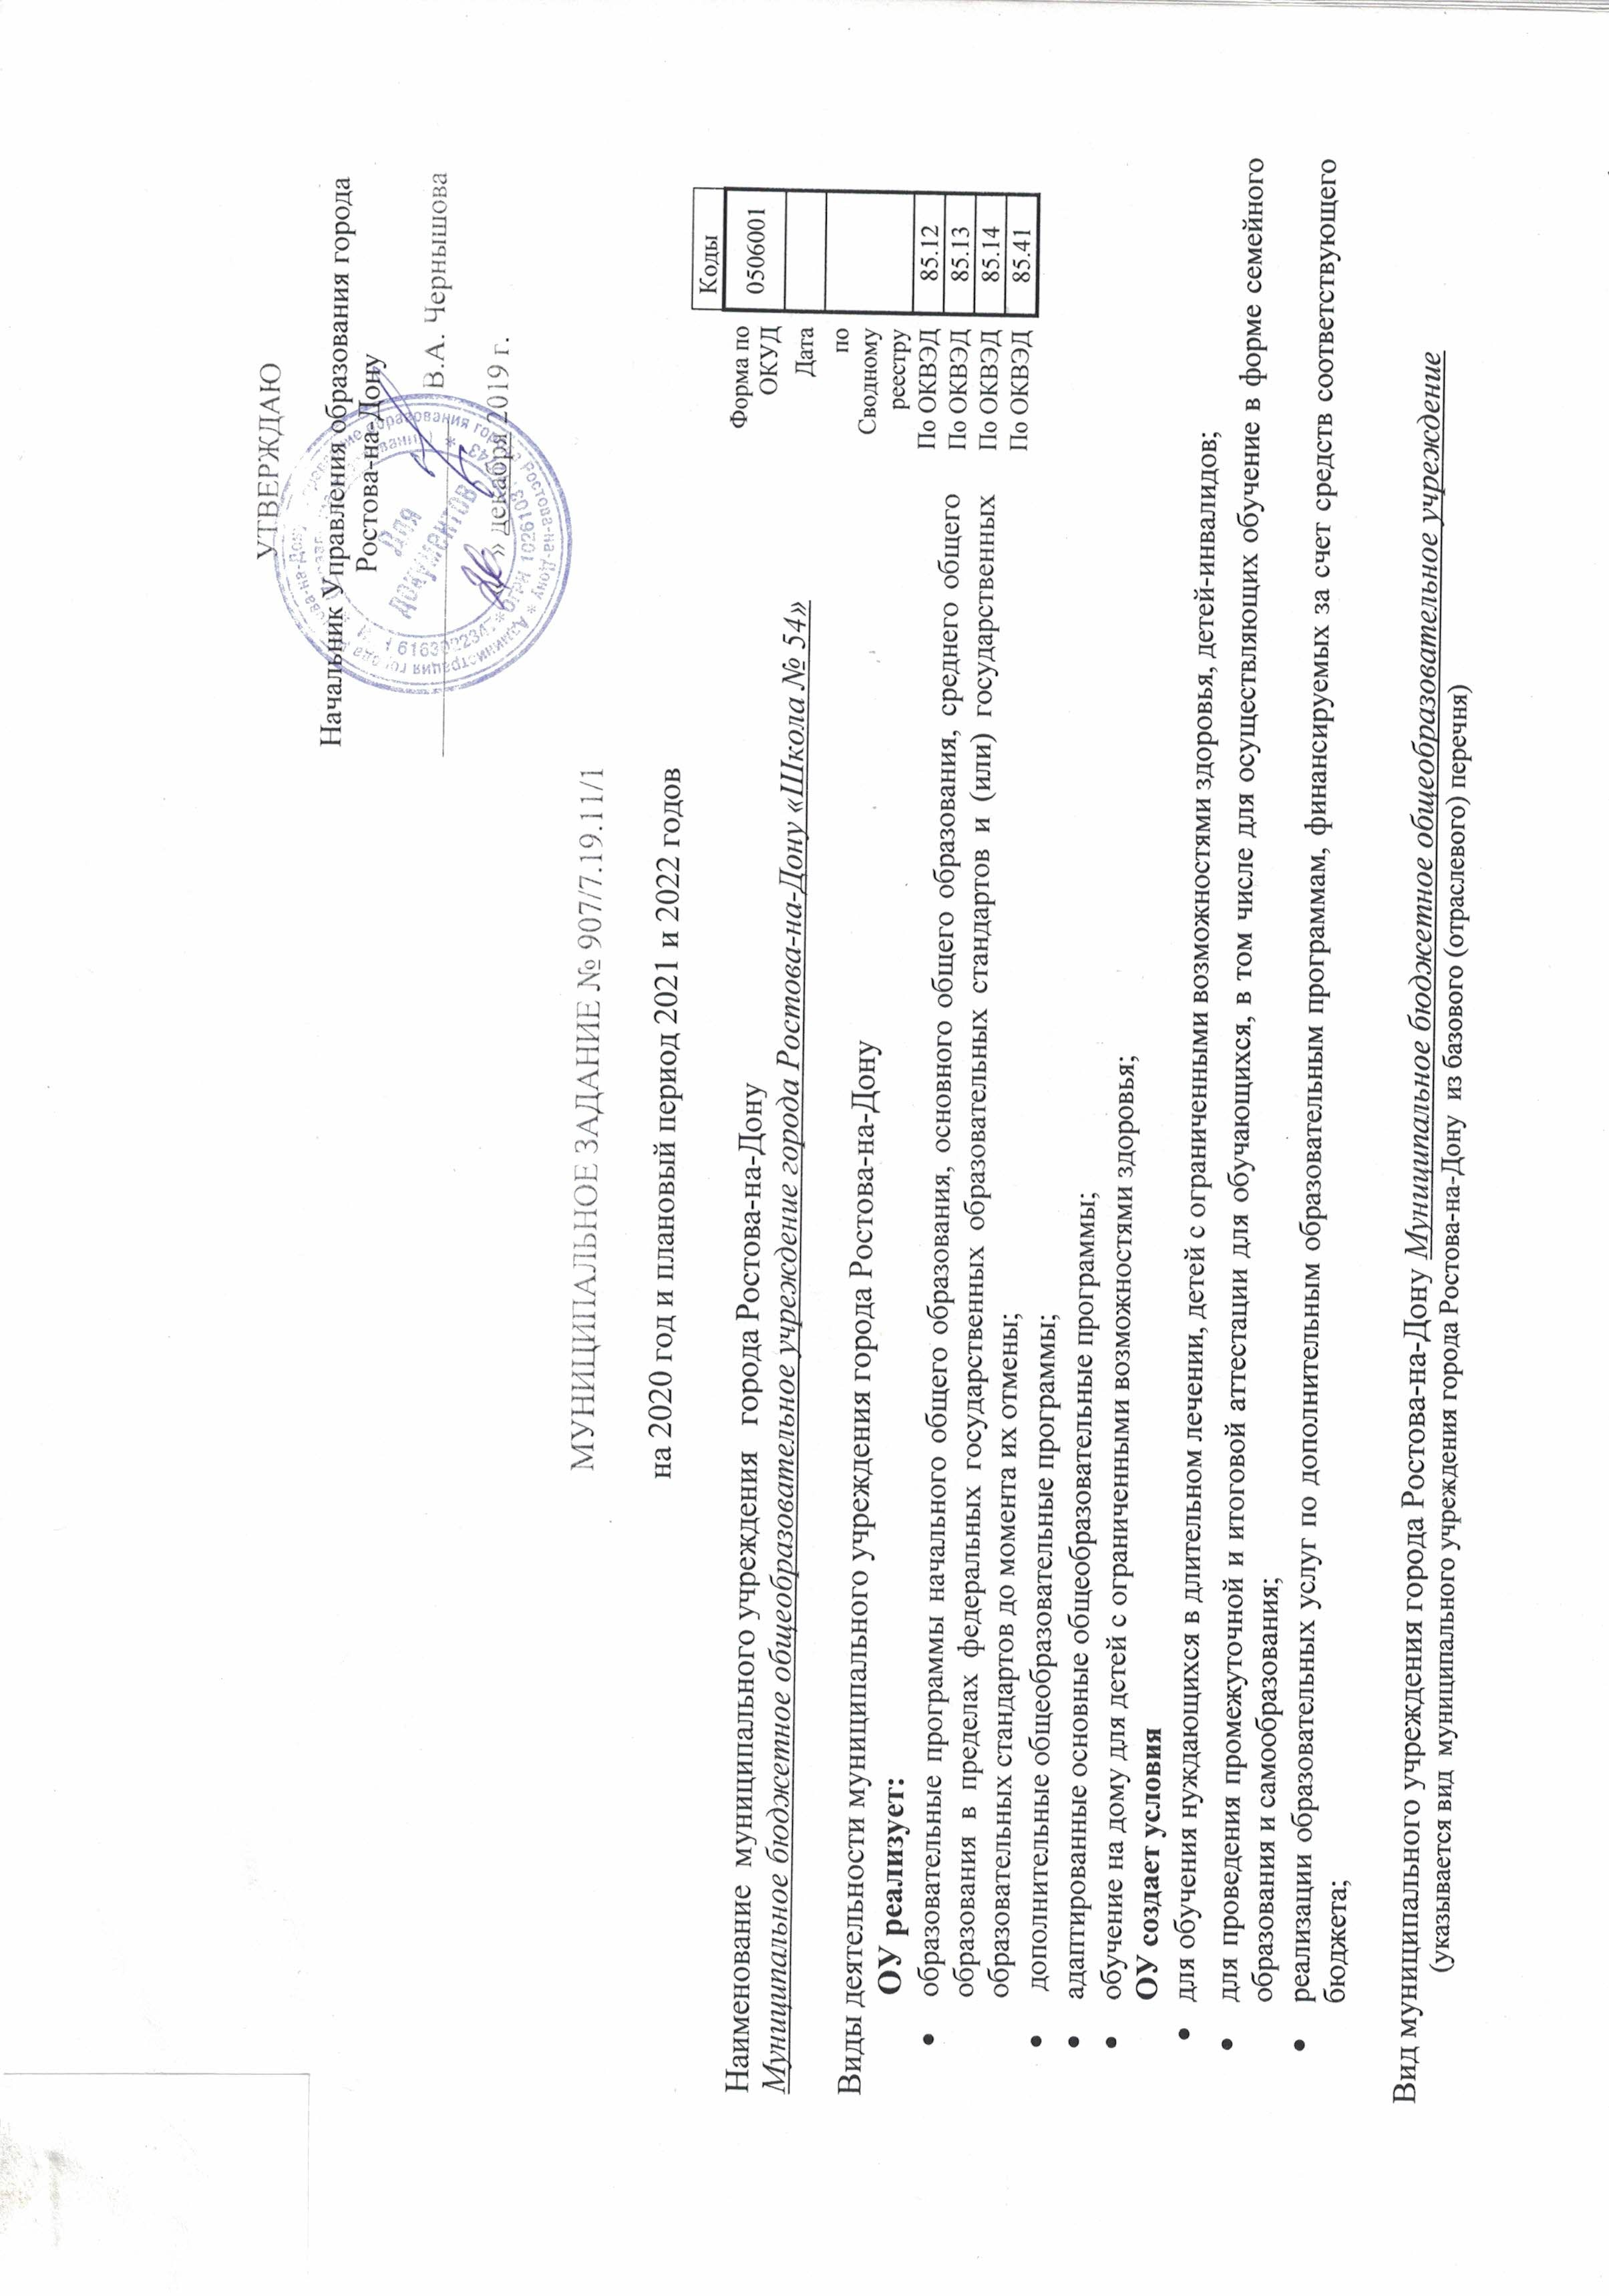 УТВЕРЖДАЮ
Начальник Управления образования города
Ростова-на-Дону
В.А. Чернышова
» декабря 2019 г.
Для
документов
МУНИЦИПАЛЬНОЕ ЗАДАНИЕ № 907/7.19.11/1
на 2020 год и плановый период 2021 и 2022 годов
Коды
Форма по ОКУД 0506001
Дата
по Сводному реестру
По ОКВЭД 85.12
По ОКВЭД 85.13
По ОКВЭД 85.14
По ОКВЭД 85.41
Наименование муниципального учреждения города Ростова-на-Дону
Муниципальное бюджетное общеобразовательное учреждение города Ростова-на-Дону «Школа № 54»
Виды деятельности муниципального учреждения города Ростова-на-Дону
ОУ реализует:
• образовательные программы начального общего образования, основного общего образования, среднего общего
образования в пределах федеральных государственных образовательных стандартов и (или) государственных
образовательных стандартов до момента их отмены;
• дополнительные общеобразовательные программы;
• адаптированные основные общеобразовательные программы;
• обучение на дому для детей с ограниченными возможностями здоровья;
ОУ создает условия
• для обучения нуждающихся в длительном лечении, детей с ограниченными возможностями здоровья, детей-инвалидов;
• для проведения промежуточной и итоговой аттестации для обучающихся, в том числе для осуществляющих обучение в форме семейного
образования и самообразования;
• реализации образовательных услуг по дополнительным образовательным программам, финансируемых за счет средств соответствующего
бюджета;
Вид муниципального учреждения города Ростова-на-Дону Муниципальное бюджетное общеобразовательное учреждение
(указывается вид муниципального учреждения города Ростова-на-Дону из базового (отраслевого) перечня)